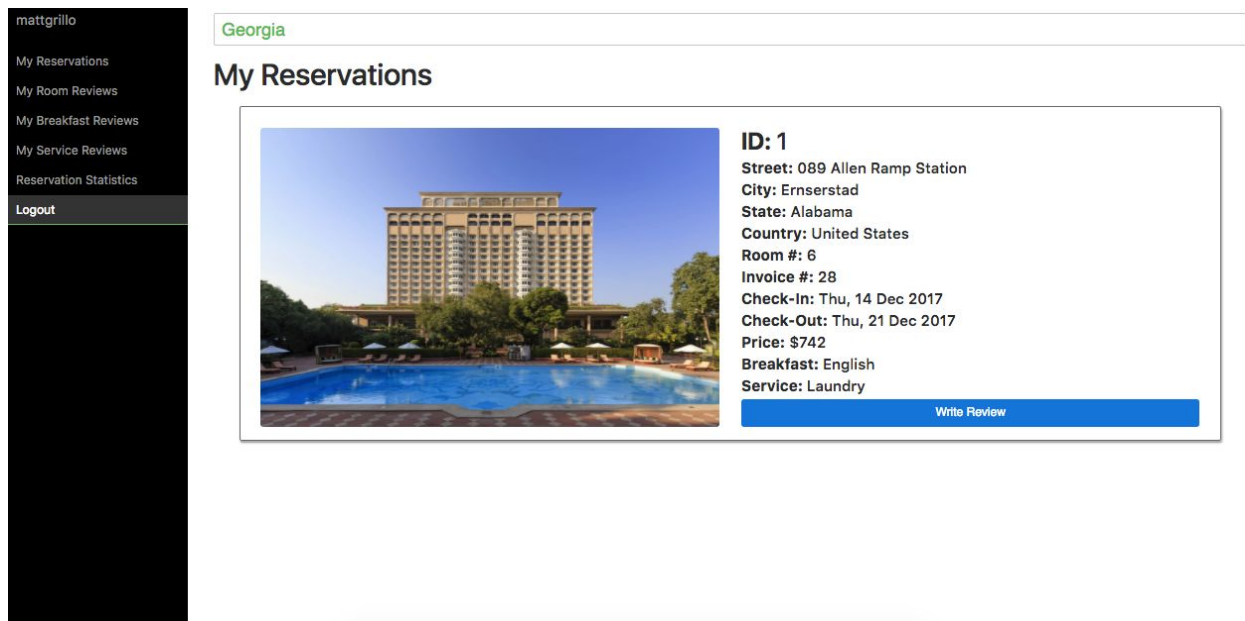 mattgrillo
My Reservations
My Room Reviews
My Breakfast Reviews
My Service Reviews
Reservation Statistics
Logout
Georgia
My Reservations
ID: 1
Street: 089 Allen Ramp Station
City: Ernserstad
State: Alabama
Country: United States
Room #: 6
Invoice #: 28
Check-In: Thu, 14 Dec 2017
Check-Out: Thu, 21 Dec 2017
Price: $742
Breakfast: English
Service: Laundry
Write Review